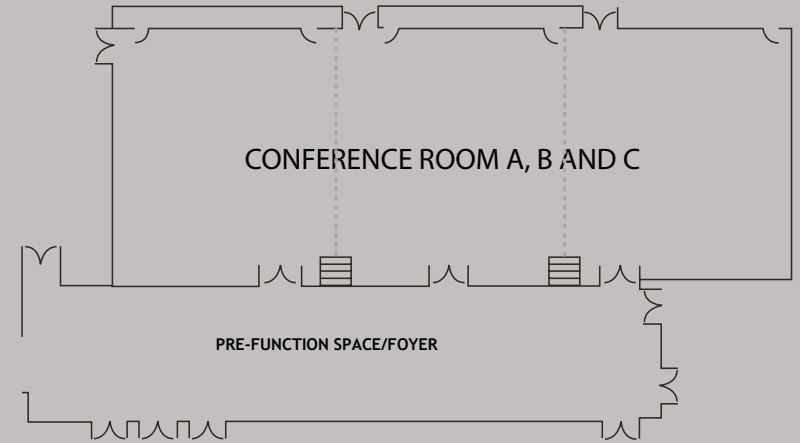 CONFERENCE ROOM A, B AND C
PRE-FUNCTION SPACE/FOYER